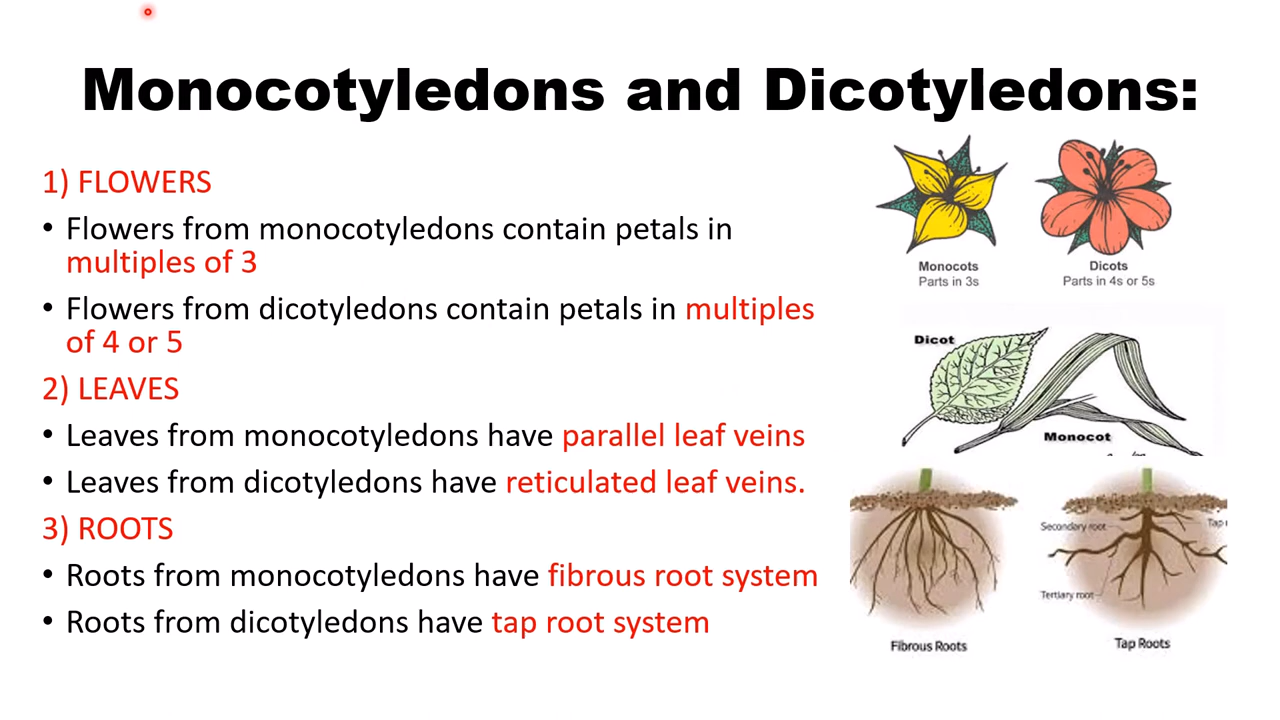 Monocotyledons and Dicotyledons:
1) FLOWERS
• Flowers from monocotyledons contain petals in
multiples of 3
• Flowers from dicotyledons contain petals in multiples
of 4 or 5
2) LEAVES
• Leaves from monocotyledons have parallel leaf veins
• Leaves from dicotyledons have reticulated leaf veins.
3) ROOTS
• Roots from monocotyledons have fibrous root system
• Roots from dicotyledons have tap root system
Monocots
Parts in 3s
Dicots
Parts in 4s or 5s
Dicot
Monocot
Secondary root
Tap
Tertiary root
Fibrous Roots
Tap Roots